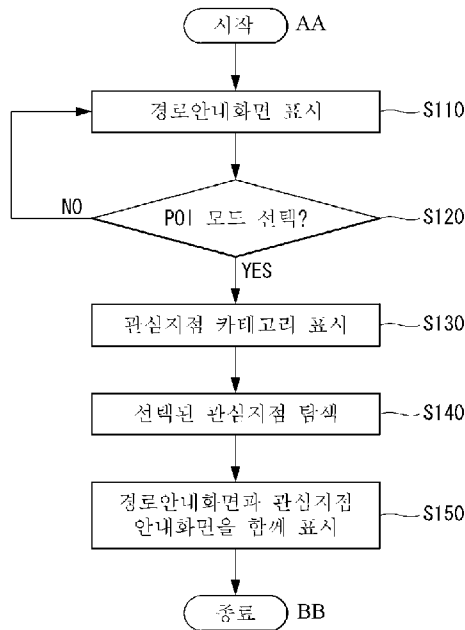 시작 AA
경로안내화면 표시 S110
POI 모드 선택? S120
NO
YES
관심지점 카테고리 표시 S130
선택된 관심지점 탐색 S140
경로안내화면과 관심지점
안내화면을 함께 표시 S150
종료 BB